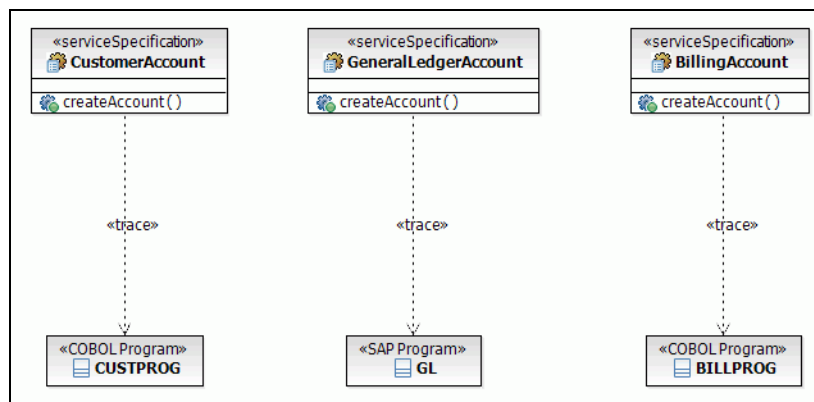 «serviceSpecification»
CustomerAccount
createAccount ( )
«trace»
«COBOL Program»
CUSTPROG
«serviceSpecification»
GeneralLedgerAccount
createAccount ( )
«trace»
«SAP Program»
GL
«serviceSpecification»
BillingAccount
createAccount ( )
«trace»
«COBOL Program»
BILLPROG